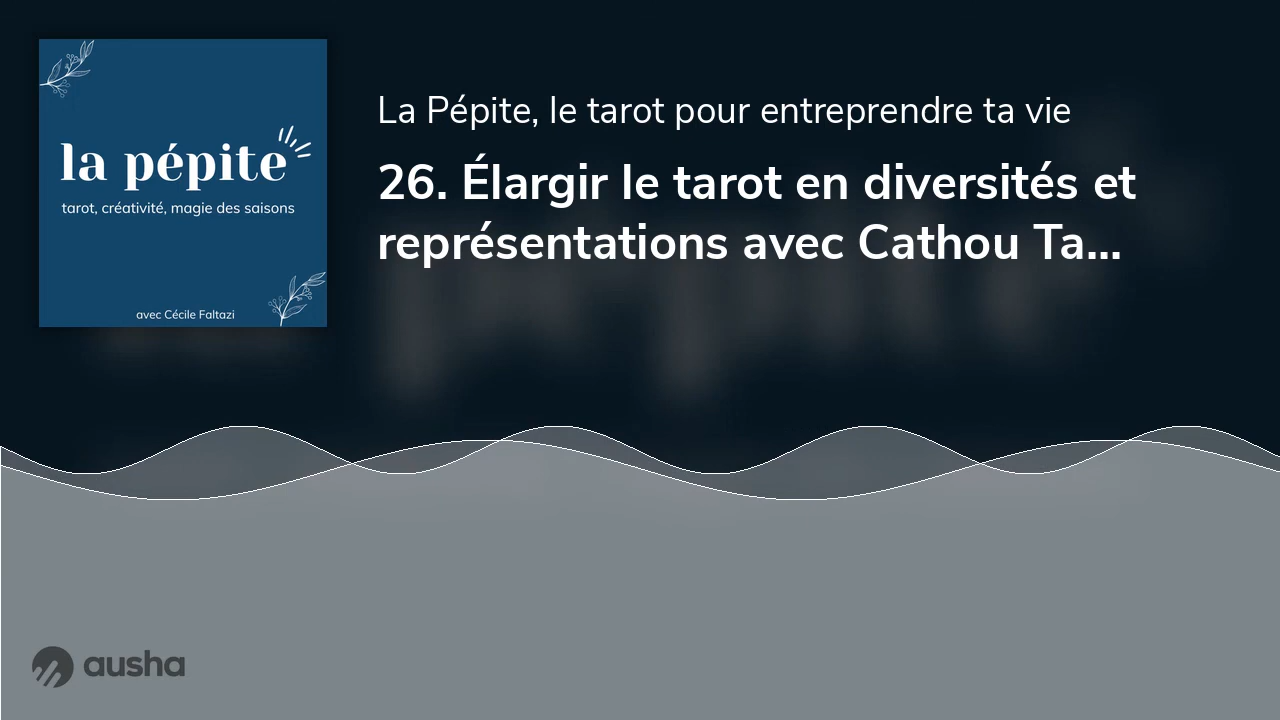 la pépite
tarot, créativité, magie des saisons
avec Cécile Faltazi
La Pépite, le tarot pour entreprendre ta vie
26. Élargir le tarot en diversités et
représentations avec Cathou Ta...
ausha